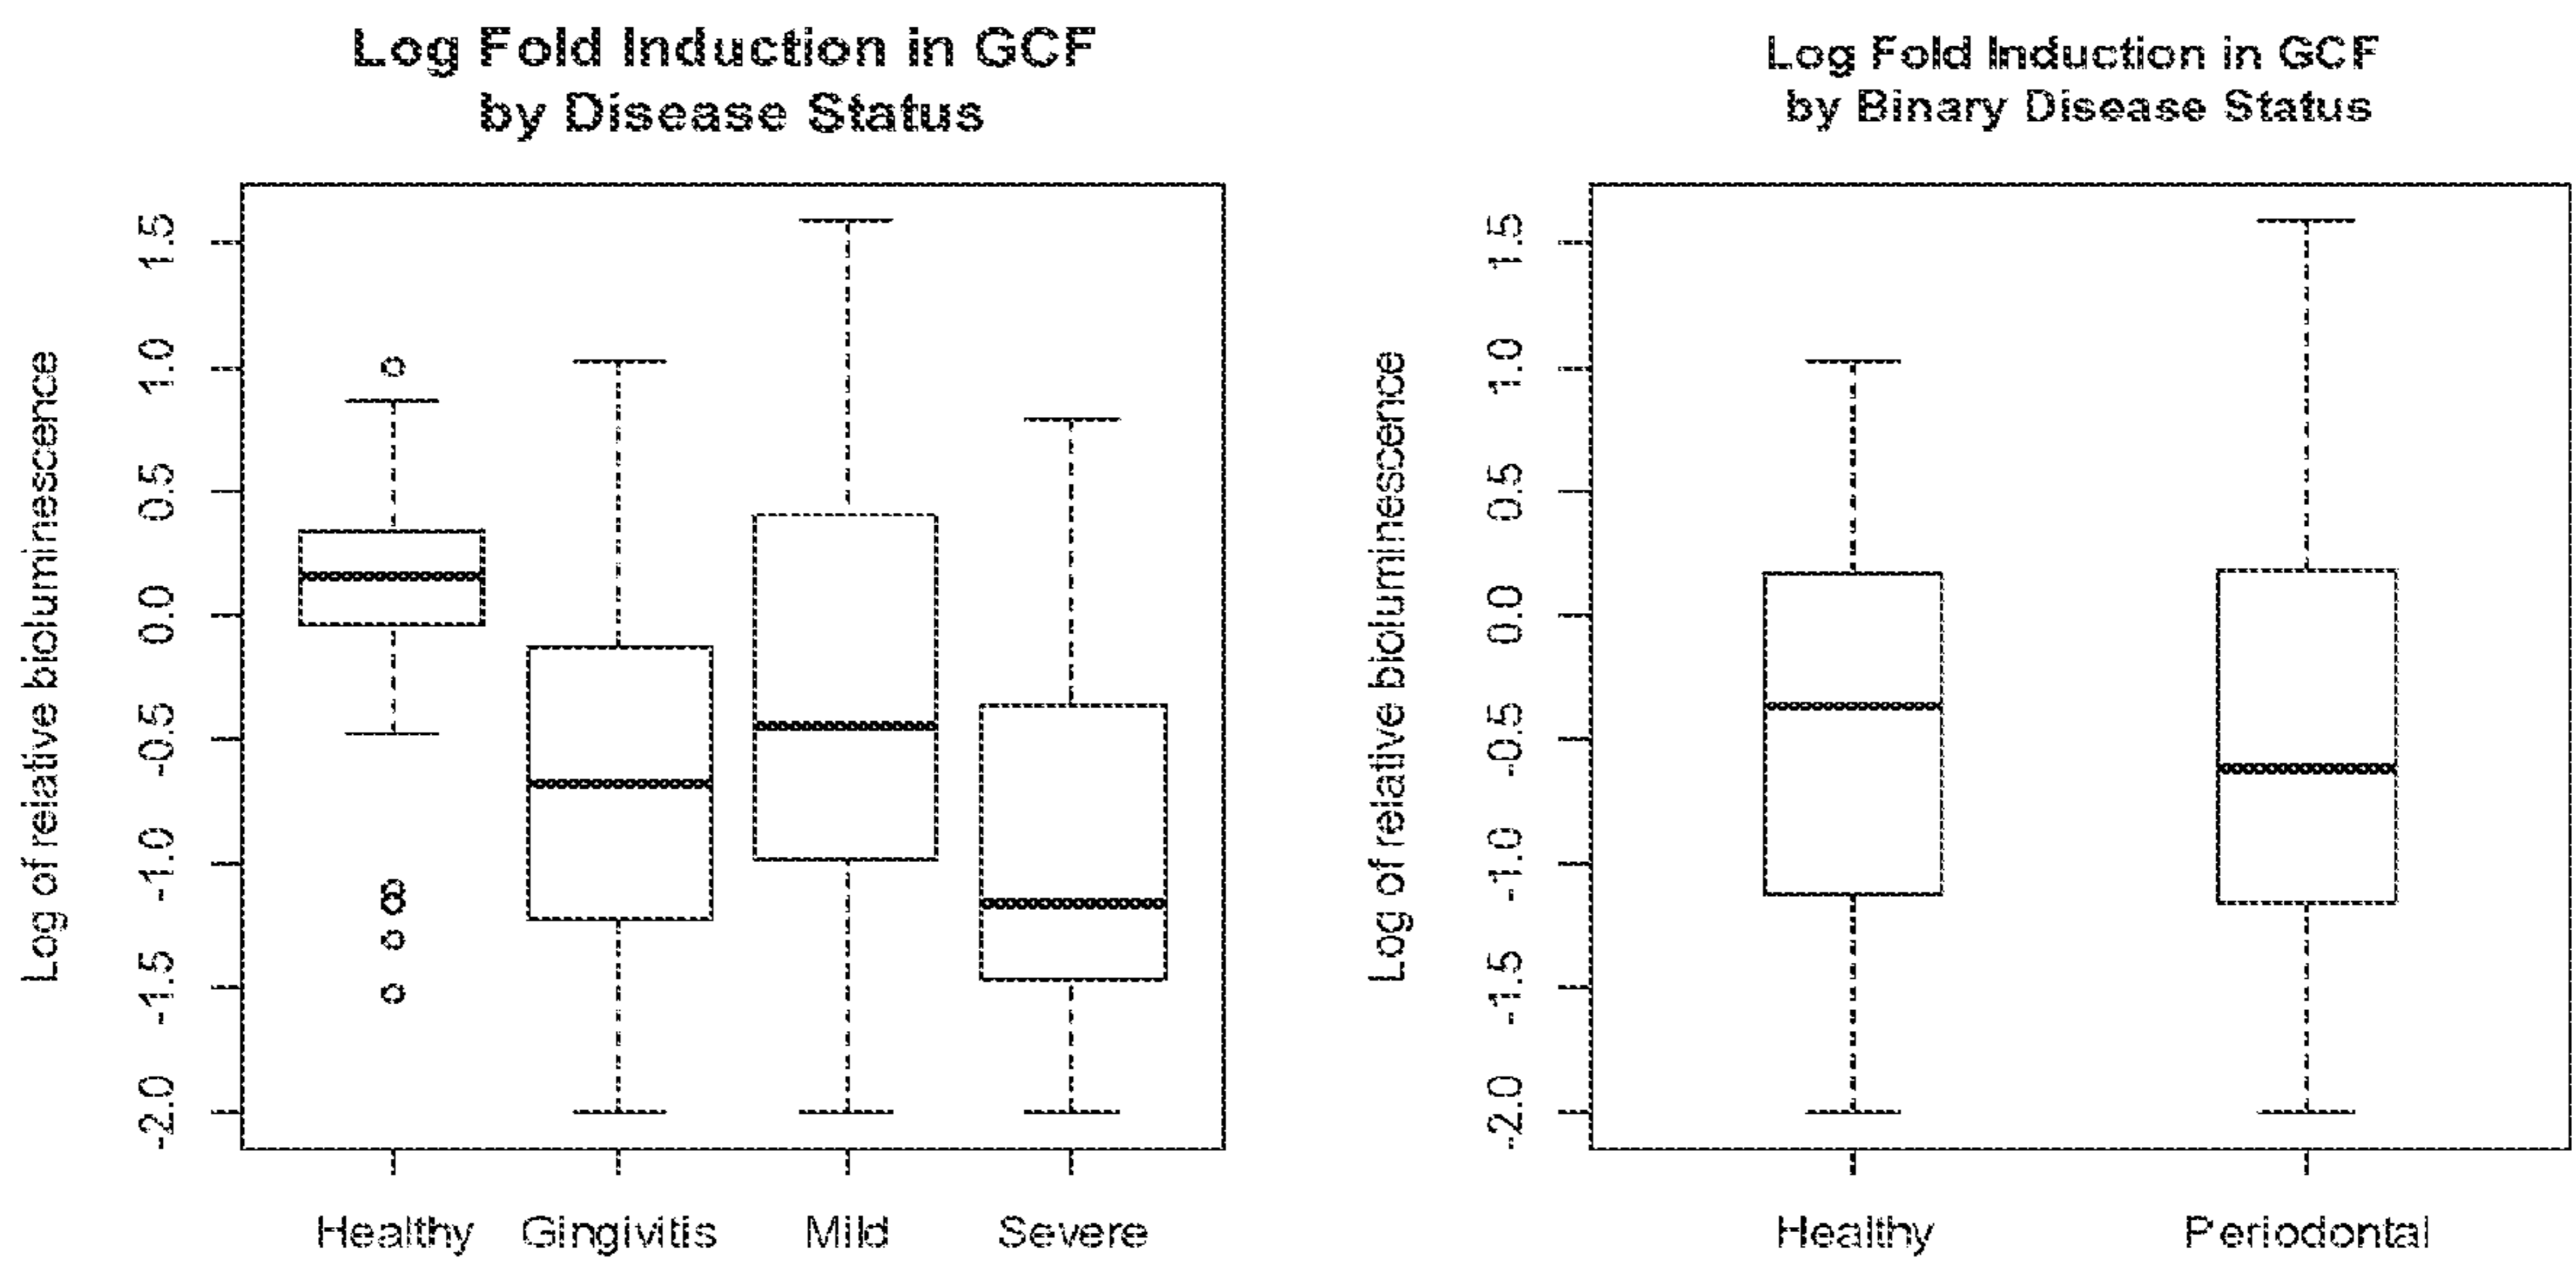 Log Fold Induction in GCF
by Disease Status
Log of relative bioluminescence
1.5
1.0
0.5
0.0
-0.5
-1.0
-1.5
-2.0
Healthy Gingivitis Mild Severe
Log Fold Induction in GCF
by Binary Disease Status
Log of relative bioluminescence
1.5
1.0
0.5
0.0
-0.5
-1.0
-1.5
-2.0
Healthy Periodontal